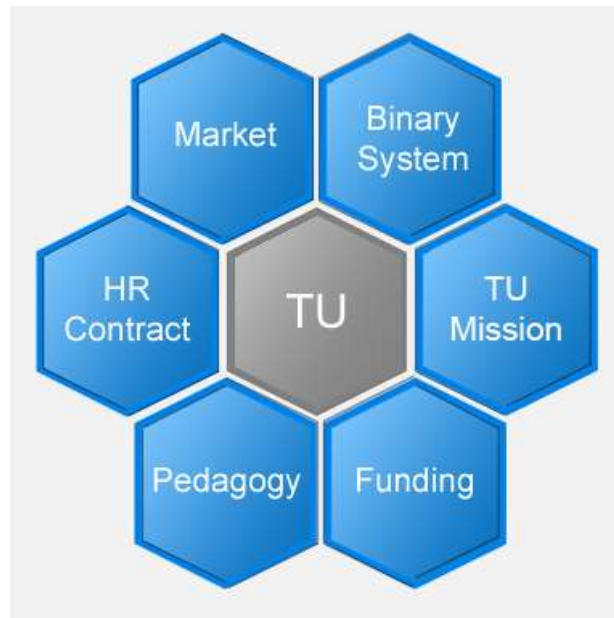 Market
Binary
System
HR
Contract
TU
TU
Mission
Pedagogy
Funding